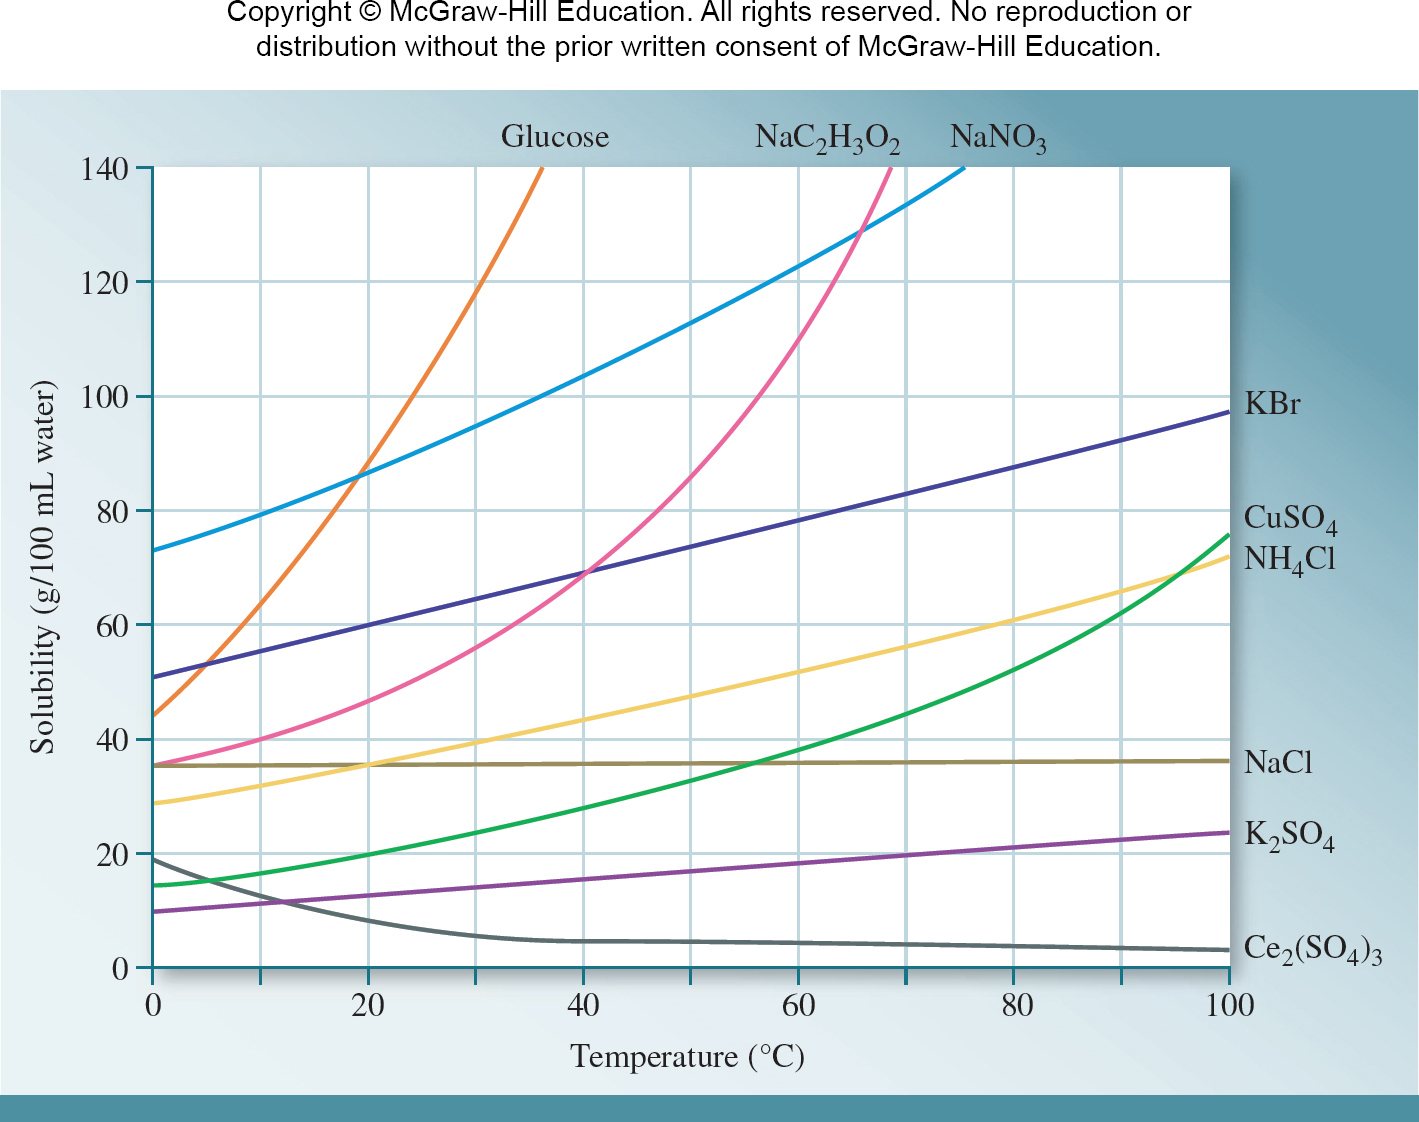 Copyright © McGraw-Hill Education. All rights reserved. No reproduction or
distribution without the prior written consent of McGraw-Hill Education.
Glucose
NaC₂H₃O₂
NaNO₃
140
120
100
80
60
40
20
0
Solubility (g/100 mL water)
KBr
CuSO₄
NH₄Cl
NaCl
K₂SO₄
Ce₂(SO₄)₃
0
20
40
60
80
100
Temperature (°C)